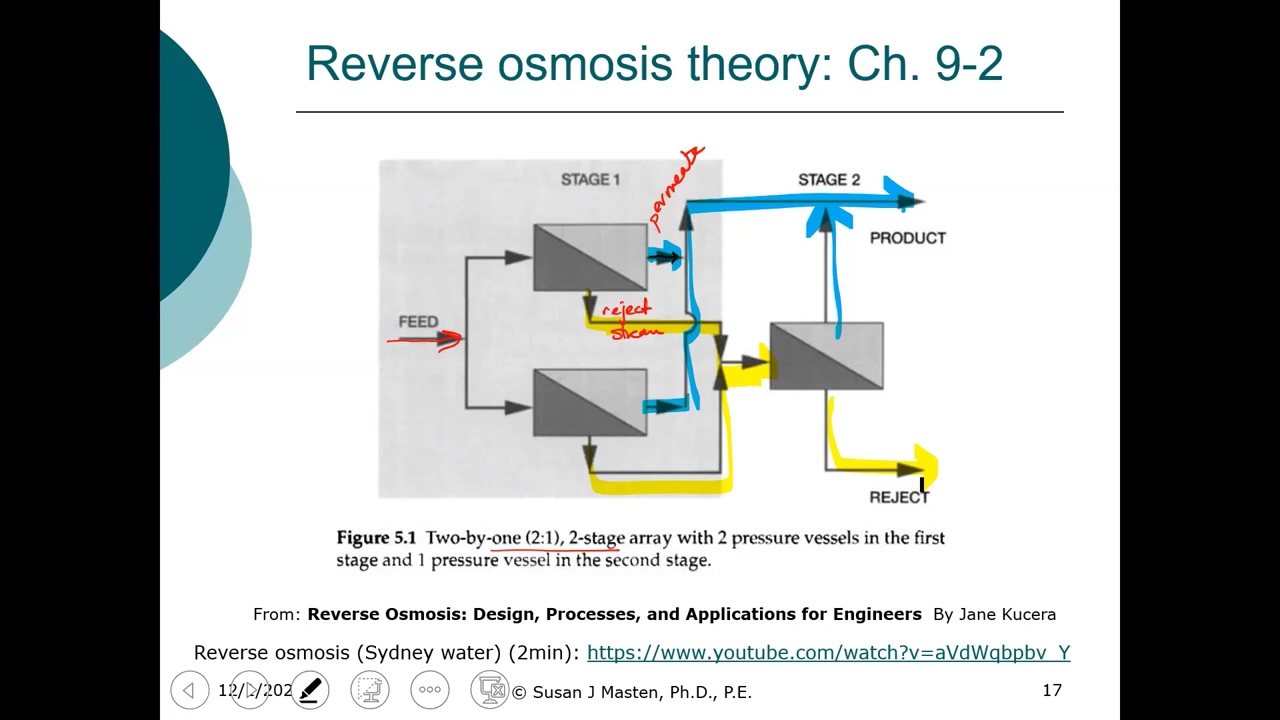 Reverse osmosis theory: Ch. 9-2
permeate
STAGE 1
STAGE 2
PRODUCT
reject
stream
FEED
REJECT
Figure 5.1 Two-by-one (2:1), 2-stage array with 2 pressure vessels in the first
stage and 1 pressure vessel in the second stage.
From: Reverse Osmosis: Design, Processes, and Applications for Engineers By Jane Kucera
Reverse osmosis (Sydney water) (2min): https://www.youtube.com/watch?v=aVdWqbpbv_Y
© Susan J Masten, Ph.D., P.E.
17